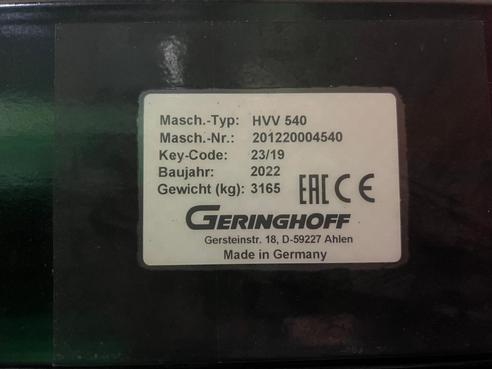 Masch.-Typ: HVV 540
Masch.-Nr.: 201220004540
Key-Code: 23/19
Baujahr: 2022
Gewicht (kg): 3165 EAC CE
GERINGHOFF
Gersteinstr. 18, D-59227 Ahlen
Made in Germany